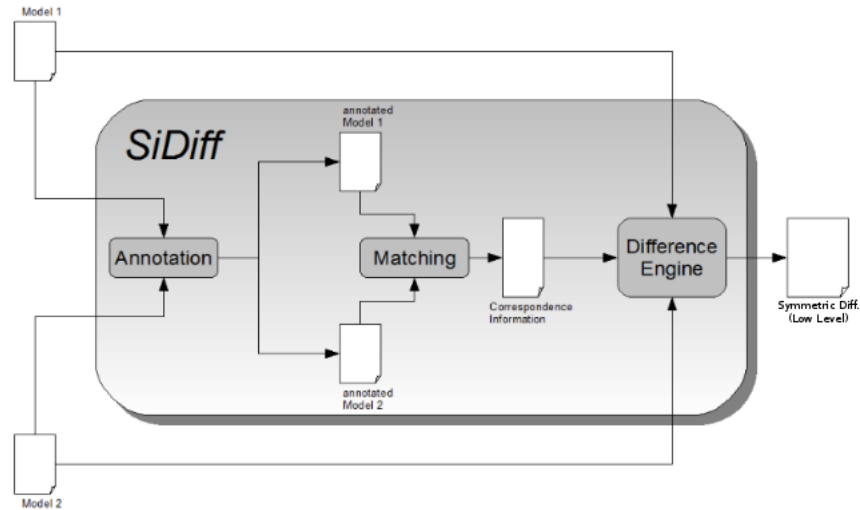 Model 1
SiDiff
annotated
Model 1
Annotation
Matching
Correspondence
Information
Difference
Engine
Symmetric Diff.
(Low Level)
annotated
Model 2
Model 2